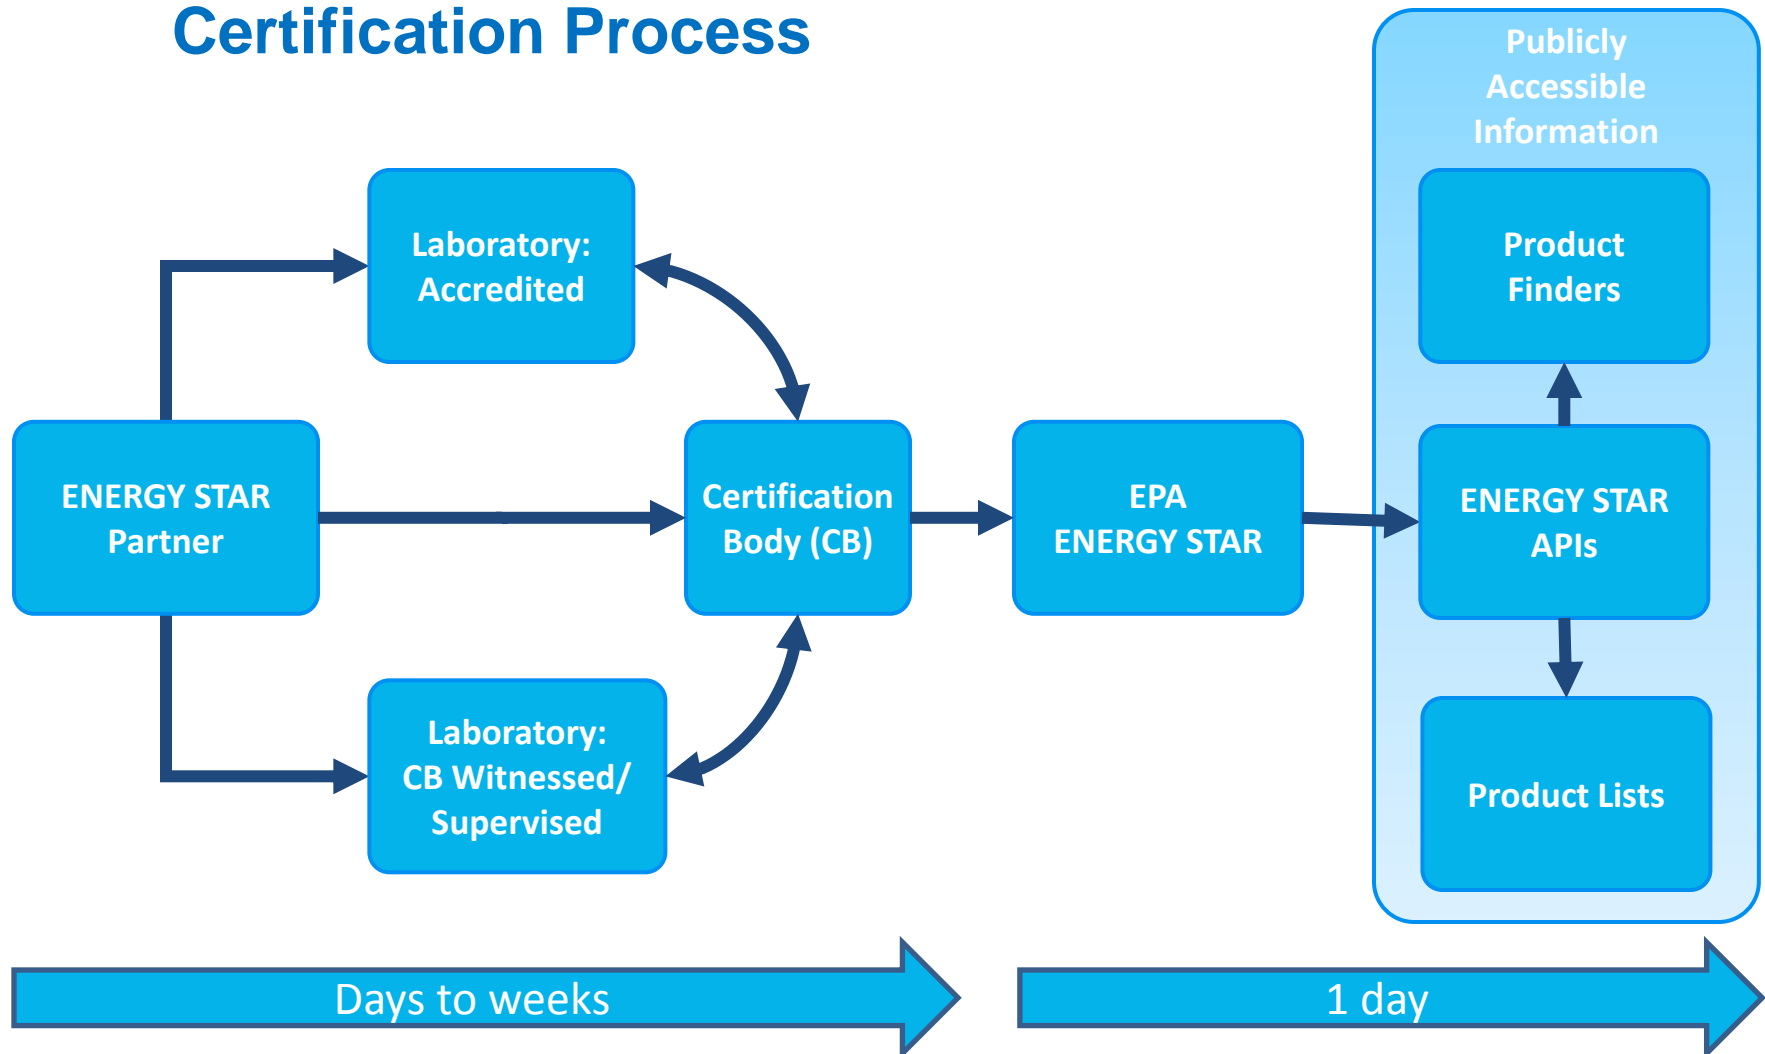 Certification Process
Publicly
Accessible
Information
Laboratory:
Accredited
Product
Finders
ENERGY STAR
Partner
Certification
Body (CB)
EPA
ENERGY STAR
ENERGY STAR
APIs
Laboratory:
CB Witnessed/
Supervised
Product Lists
Days to weeks
1 day